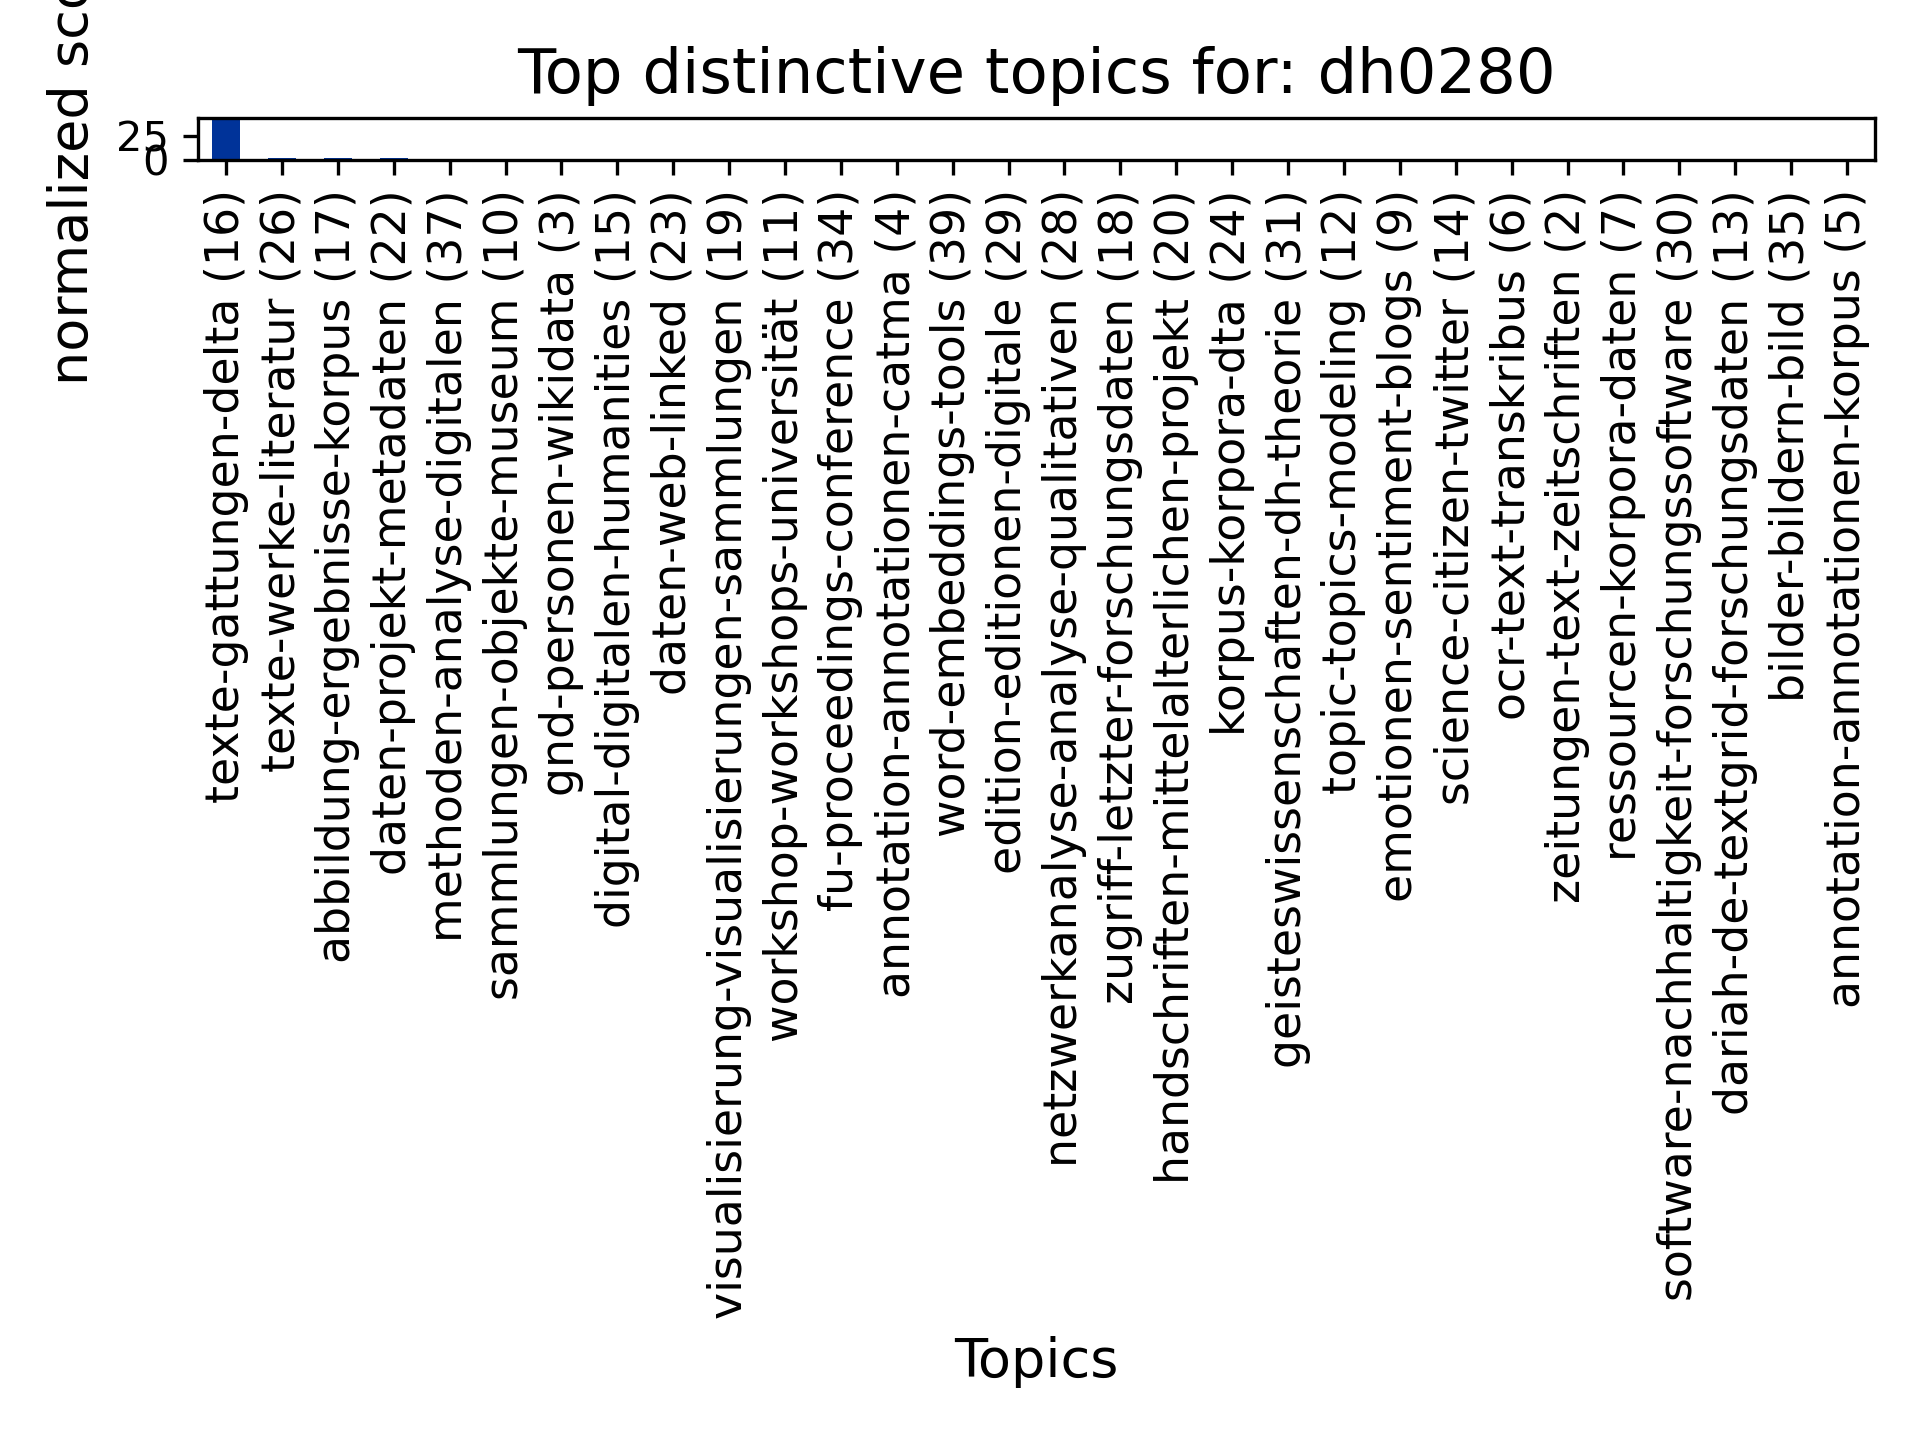 Top distinctive topics for: dh0280
normalized
25
0
texte-gattungen-delta (16)
texte-werke-literatur (26)
abbildung-ergebnisse-korpus (17)
daten-projekt-metadaten (22)
methoden-analyse-digitalen (37)
sammlungen-objekte-museum (10)
gnd-personen-wikidata (3)
digital-digitalen-humanities (15)
daten-web-linked (23)
visualisierung-visualisierungen-sammlungen (19)
workshop-workshops-universität (11)
fu-proceedings-conference (34)
annotation-annotationen-catma (4)
word-embeddings-tools (39)
edition-editionen-digitale (29)
netzwerkanalyse-analyse-qualitativen (28)
zugriff-letzter-forschungsdaten (18)
handschriften-mittelalterlichen-projekt (20)
korpus-korpora-dta (24)
geisteswissenschaften-dh-theorie (31)
topic-topics-modeling (12)
emotionen-sentiment-blogs (9)
science-citizen-twitter (14)
ocr-text-transkribus (6)
zeitungen-text-zeitschriften (2)
ressourcen-korpora-daten (7)
software-nachhaltigkeit-forschungssoftware (30)
dariah-de-textgrid-forschungsdaten (13)
bilder-bildern-bild (35)
annotation-annotationen-korpus (5)
Topics